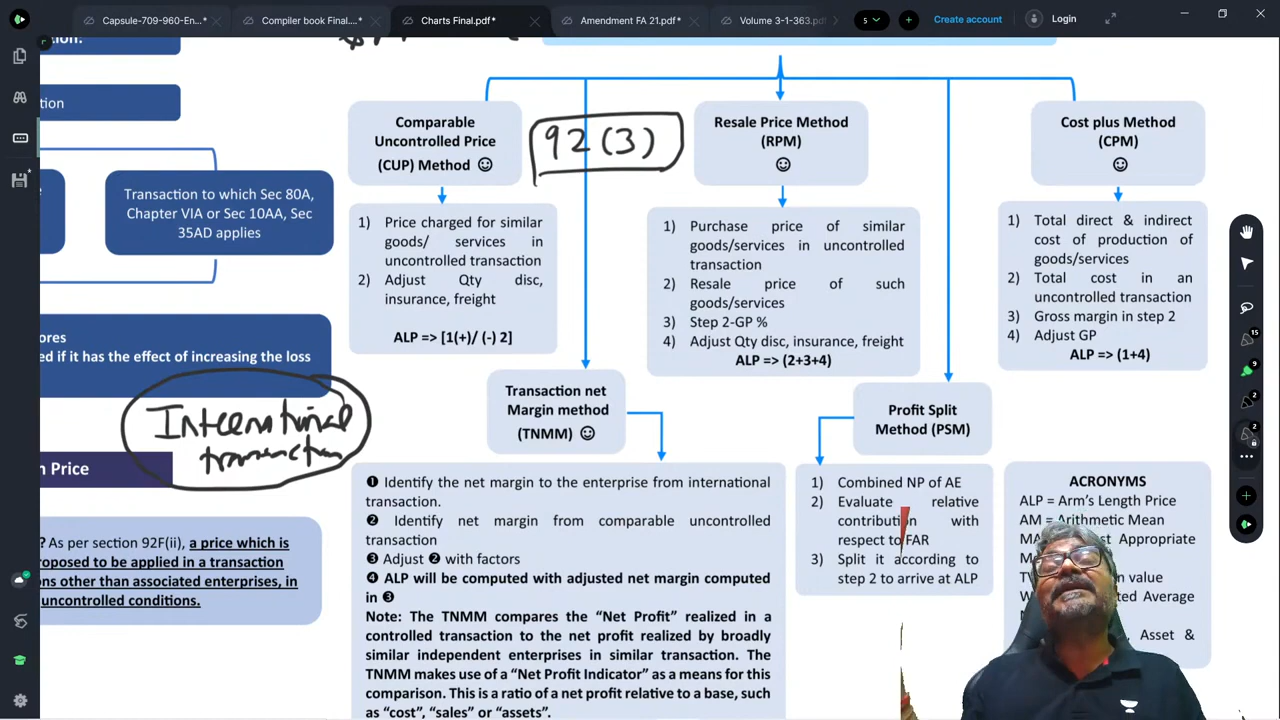 Capsule-709-960-En...*
Compiler book Final....*
Charts Final.pdf*
Amendment FA 21.pdf*
Volume 3-1-363.pd
5
Create account
Login
tion
Transaction to which Sec 80A,
Chapter VIA or Sec 10AA, Sec
35AD applies
ores
ed if it has the effect of increasing the loss
International
n Price
? As per section 92F(ii), a price which is
oposed to be applied in a transaction
ons other than associated enterprises, in
uncontrolled conditions.
Comparable
Uncontrolled Price
(CUP) Method
92(3)
Resale Price Method
(RPM)
Cost plus Method
(CPM)
1) Price charged for similar
goods/ services in
uncontrolled transaction
2) Adjust Qty disc,
insurance, freight
ALP => [1(+)/ (-) 2]
1) Purchase price of similar
goods/services in uncontrolled
transaction
2) Resale price of such
goods/services
3) Step 2-GP %
4) Adjust Qty disc, insurance, freight
ALP => (2+3+4)
1) Total direct & indirect
cost of production of
goods/services
2) Total cost in an
uncontrolled transaction
3) Gross margin in step 2
4) Adjust GP
ALP => (1+4)
Transaction net
Margin method
(TNMM)
Profit Split
Method (PSM)
❶ Identify the net margin to the enterprise from international
transaction.
❷ Identify net margin from comparable uncontrolled
transaction
❸ Adjust ❷ with factors
❹ ALP will be computed with adjusted net margin computed
in ❸
Note: The TNMM compares the “Net Profit” realized in a
controlled transaction to the net profit realized by broadly
similar independent enterprises in similar transaction. The
TNMM makes use of a “Net Profit Indicator” as a means for this
comparison. This is a ratio of a net profit relative to a base, such
as “cost”, “sales” or “assets”.
1) Combined NP of AE
2) Evaluate relative
contribution with
respect to FAR
3) Split it according to
step 2 to arrive at ALP
ACRONYMS
ALP = Arm's Length Price
AM = Arithmetic Mean
Appropriate
value
Average
Asset &
15
9
2
2